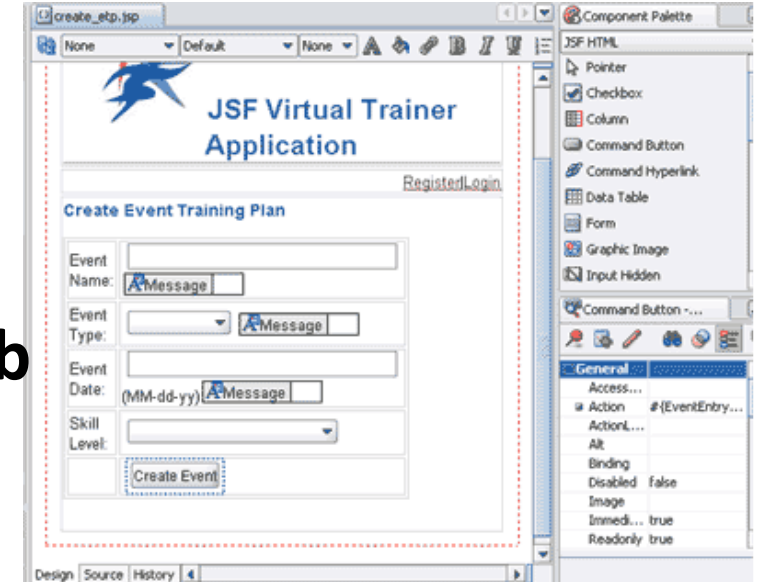 create_etp.jsp
Component Palette
None Default None A B I U
JSF HTML
Pointer
JSF Virtual Trainer
Application
Checkbox
Column
Command Button
Command Hyperlink
Data Table
Form
Graphic Image
Input Hidden
Register|Login
Create Event Training Plan
Event
Name:
Message
Event
Type:
Message
Event
Date:
(MM-dd-yy) Message
Skill
Level:
Create Event
b
Command Button -...
General
Access...
Action #{EventEntry...
ActionL...
Alt
Binding
Disabled false
Image
Immedi... true
Readonly true
Design Source History